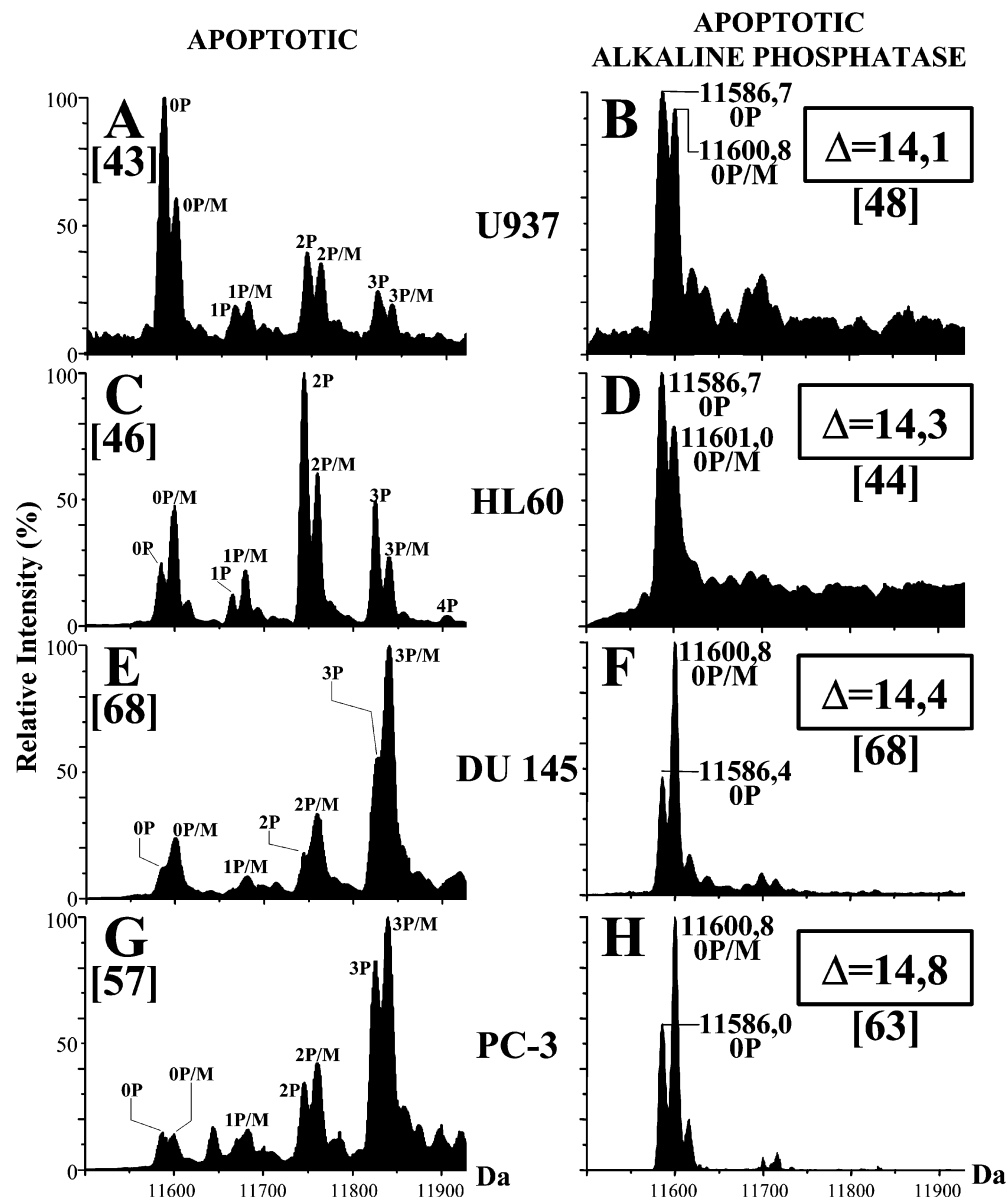 APOPTOTIC
APOPTOTIC
ALKALINE PHOSPHATASE
Relative Intensity (%)
100
50
0
A
[43]
0P
0P/M
1P
1P/M
2P
2P/M
3P
3P/M
U937
B
11586,7
0P
11600,8
0P/M
Δ=14,1
[48]
100
50
0
C
[46]
0P
0P/M
1P
1P/M
2P
2P/M
3P
3P/M
4P
HL60
D
11586,7
0P
11601,0
0P/M
Δ=14,3
[44]
100
50
0
E
[68]
0P
0P/M
1P/M
2P
2P/M
3P
3P/M
DU 145
F
11600,8
0P/M
11586,4
0P
Δ=14,4
[68]
100
50
0
G
[57]
0P
0P/M
1P/M
2P
2P/M
3P
3P/M
PC-3
H
11600,8
0P/M
11586,0
0P
Δ=14,8
[63]
11600 11700 11800 11900 Da
11600 11700 11800 11900 Da